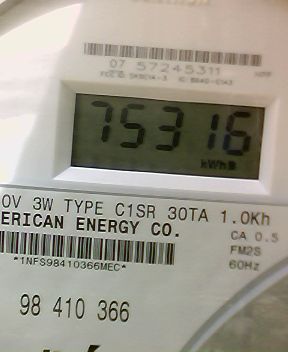 07 57245311
75316
kWh
0V 3W TYPE C1SR 30TA 1.0Kh
ERICAN ENERGY CO.
CA 0.5
FM2S
*1NFS98410366MEC*
60Hz
98 410 366